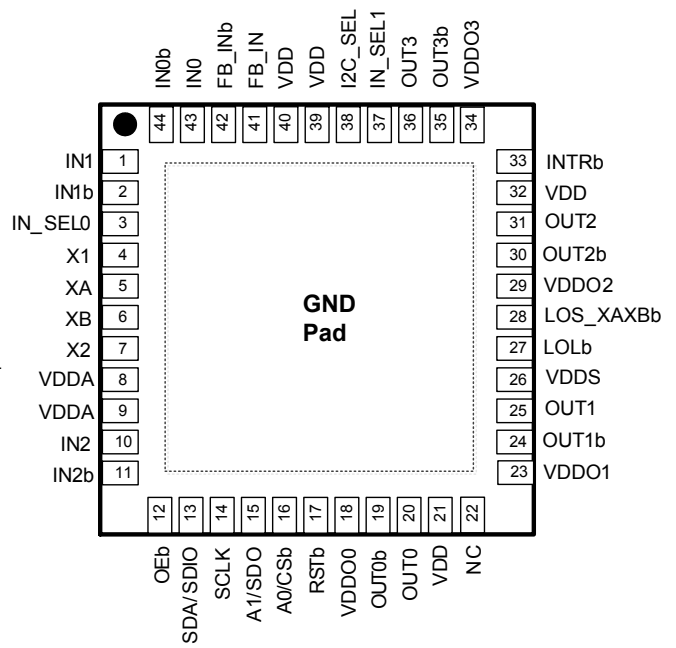 IN0b
IN0
FB_INb
FB_IN
VDD
VDD
I2C_SEL
IN_SEL1
OUT3
OUT3b
VDDO3
44 43 42 41 40 39 38 37 36 35 34
IN1 1
IN1b 2
IN_SEL0 3
X1 4
XA 5
XB 6
X2 7
VDDA 8
VDDA 9
IN2 10
IN2b 11
GND
Pad
33 INTRb
32 VDD
31 OUT2
30 OUT2b
29 VDDO2
28 LOS_XAXBb
27 LOLb
26 VDDS
25 OUT1
24 OUT1b
23 VDDO1
12 13 14 15 16 17 18 19 20 21 22
OEb
SDA/SDIO
SCLK
A1/SDO
A0/CSb
RSTb
VDDO0
OUT0b
OUT0
VDD
NC